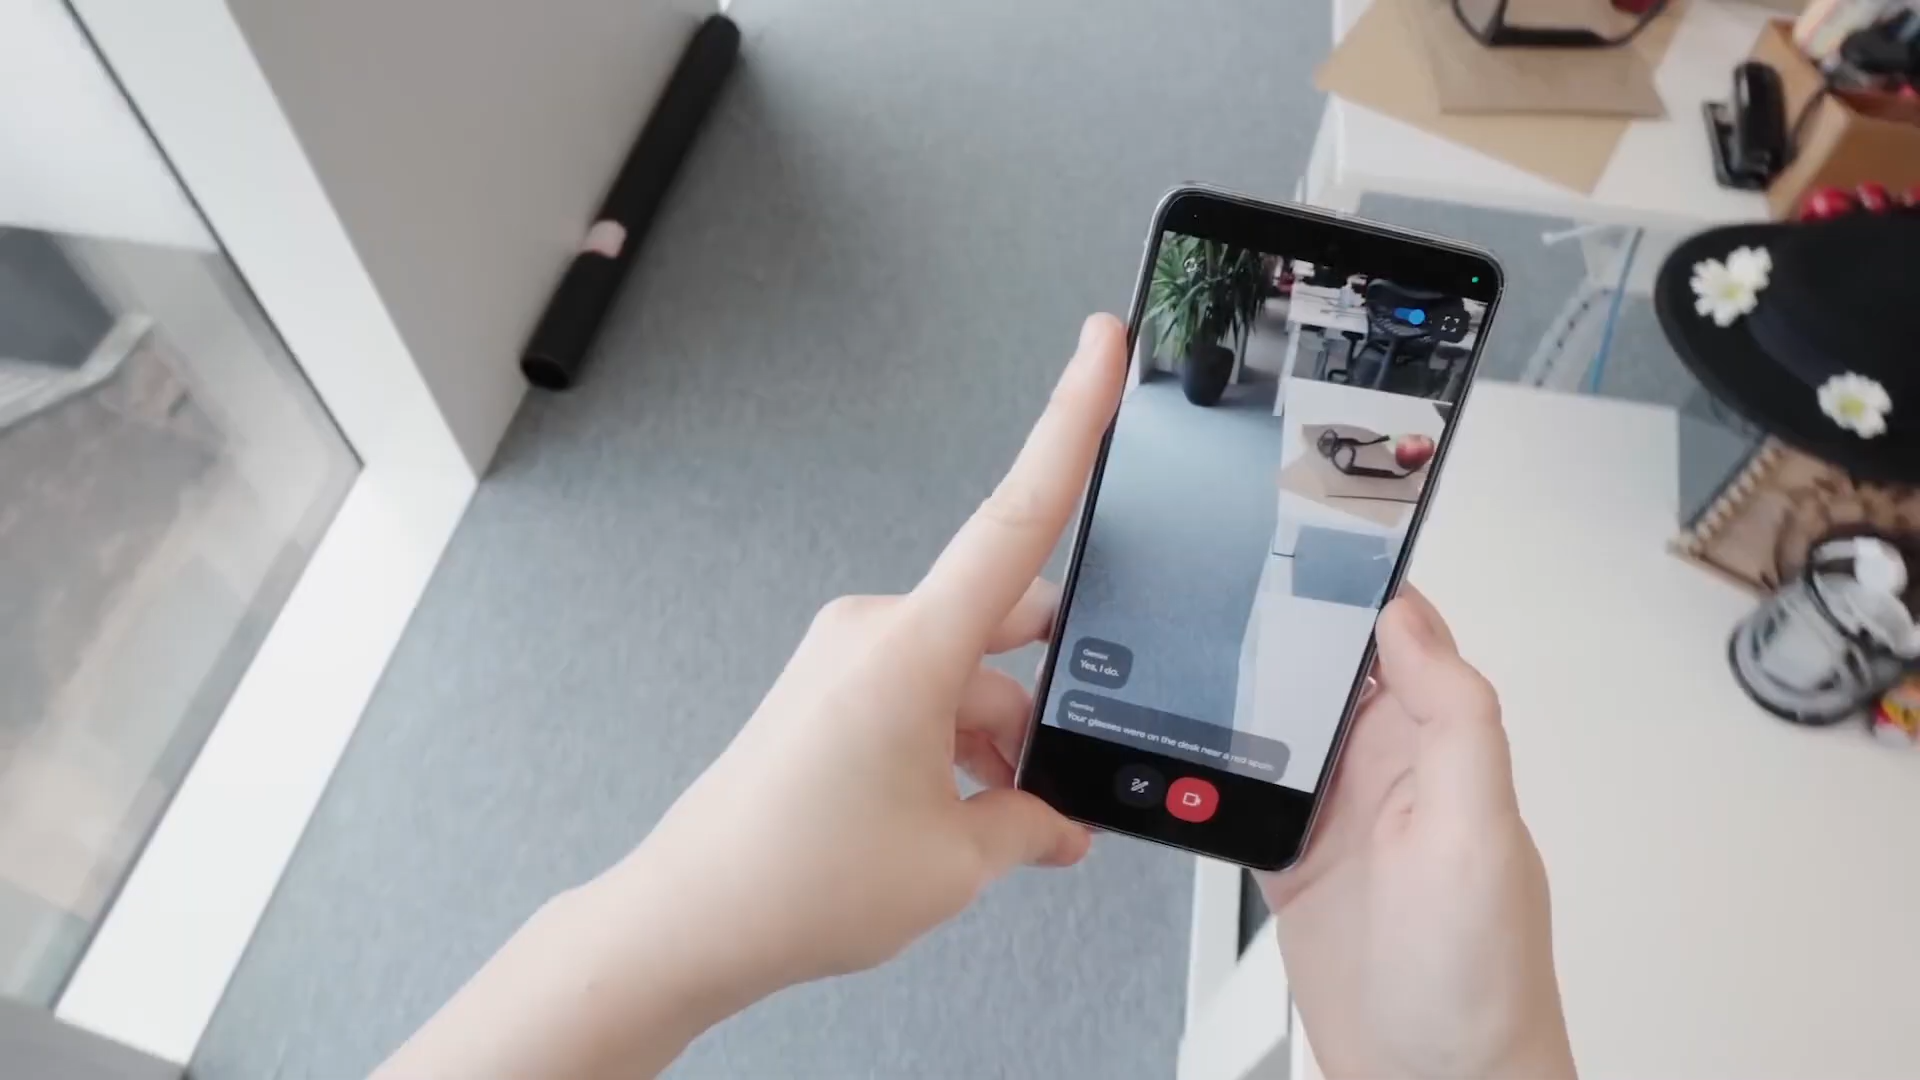 Gemini
Yes, I do.
Gemini
Your glasses were on the desk near a red apple.